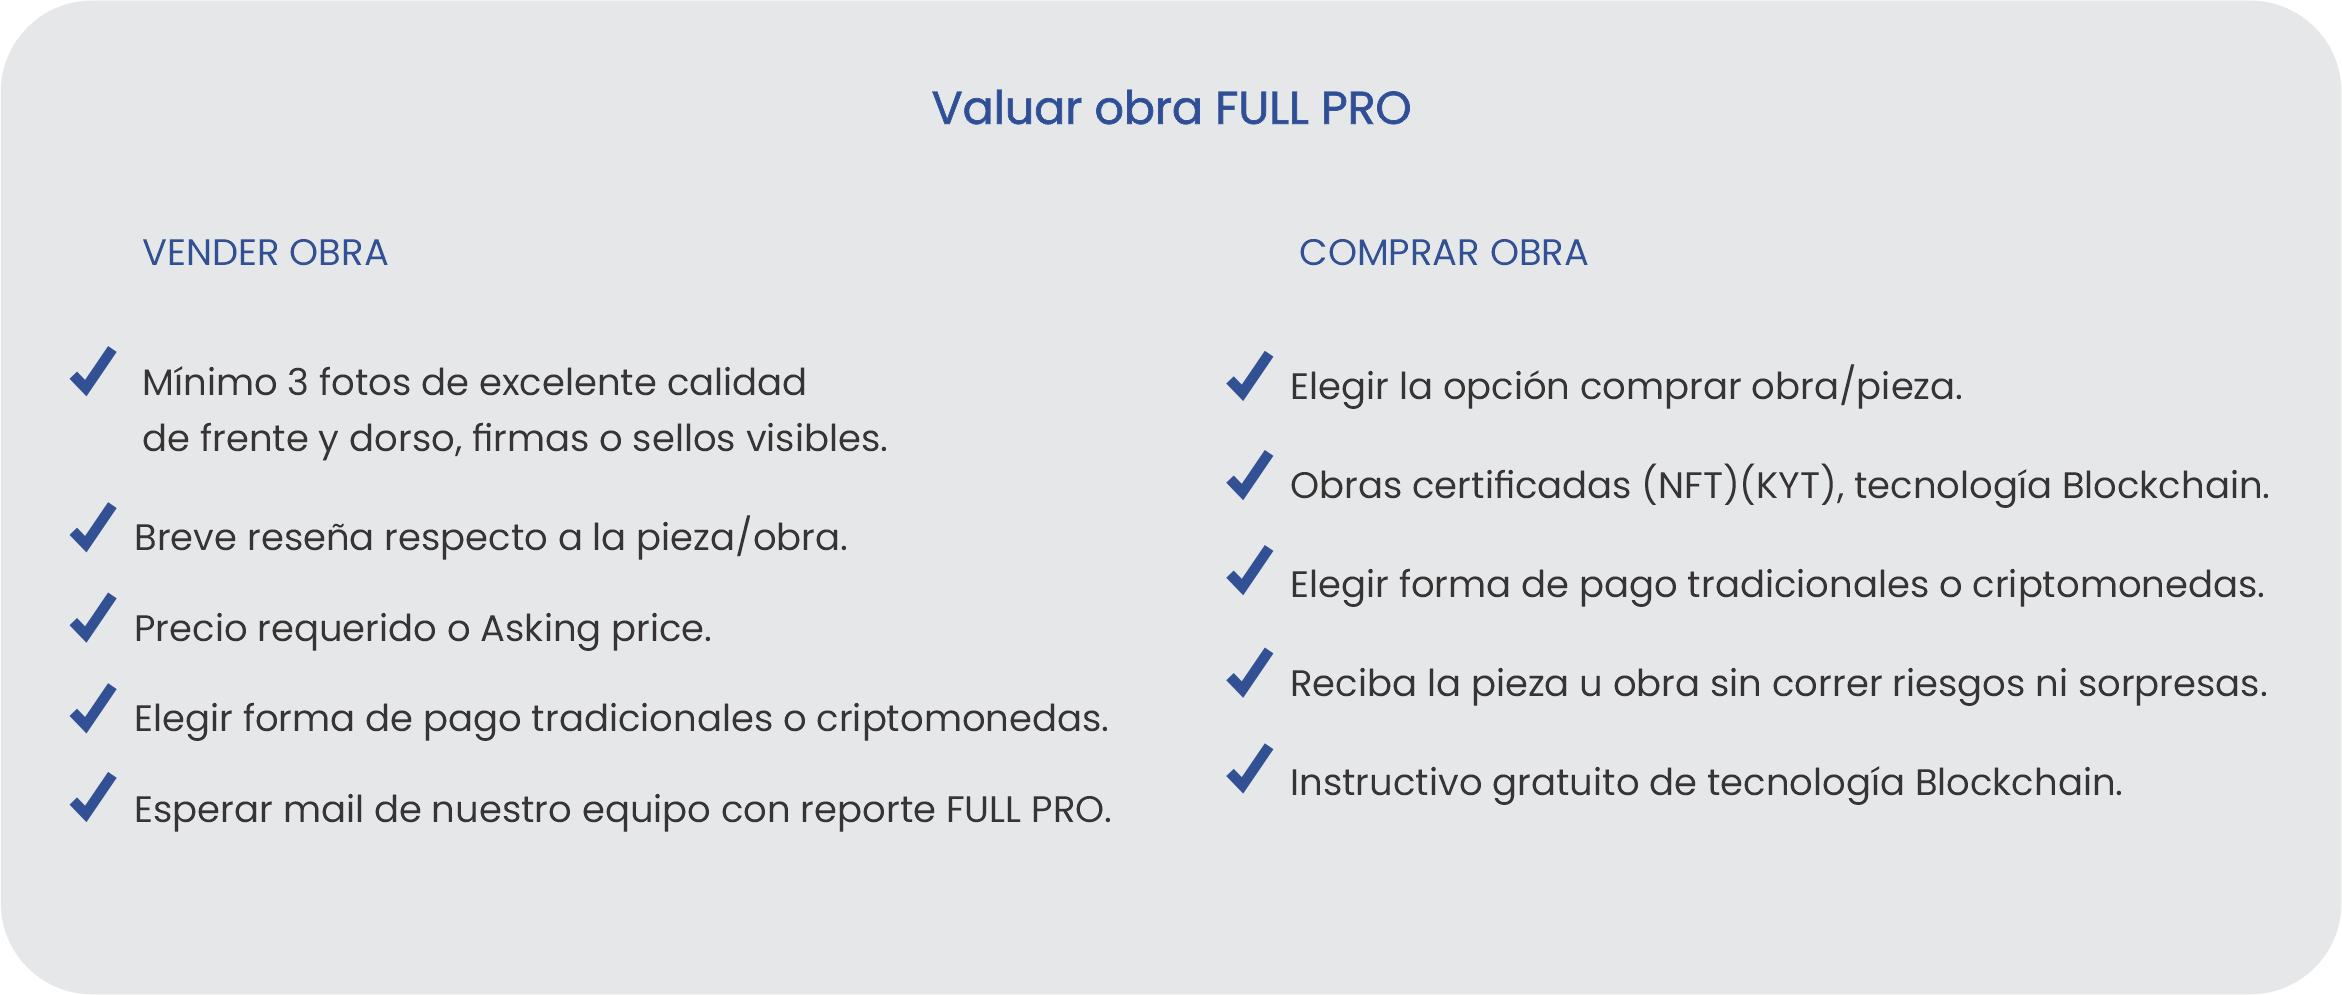 Valuar obra FULL PRO
VENDER OBRA
Mínimo 3 fotos de excelente calidad
de frente y dorso, firmas o sellos visibles.
Breve reseña respecto a la pieza/obra.
Precio requerido o Asking price.
Elegir forma de pago tradicionales o criptomonedas.
Esperar mail de nuestro equipo con reporte FULL PRO.
COMPRAR OBRA
Elegir la opción comprar obra/pieza.
Obras certificadas (NFT)(KYT), tecnología Blockchain.
Elegir forma de pago tradicionales o criptomonedas.
Reciba la pieza u obra sin correr riesgos ni sorpresas.
Instructivo gratuito de tecnología Blockchain.